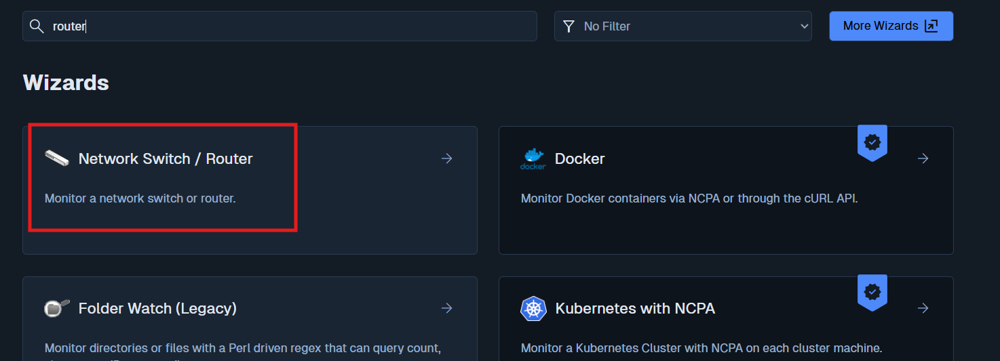 router
No Filter
More Wizards
Wizards
Network Switch / Router
Monitor a network switch or router.
docker
Docker
Monitor Docker containers via NCPA or through the cURL API.
Folder Watch (Legacy)
Monitor directories or files with a Perl driven regex that can query count,
Kubernetes with NCPA
Monitor a Kubernetes Cluster with NCPA on each cluster machine.